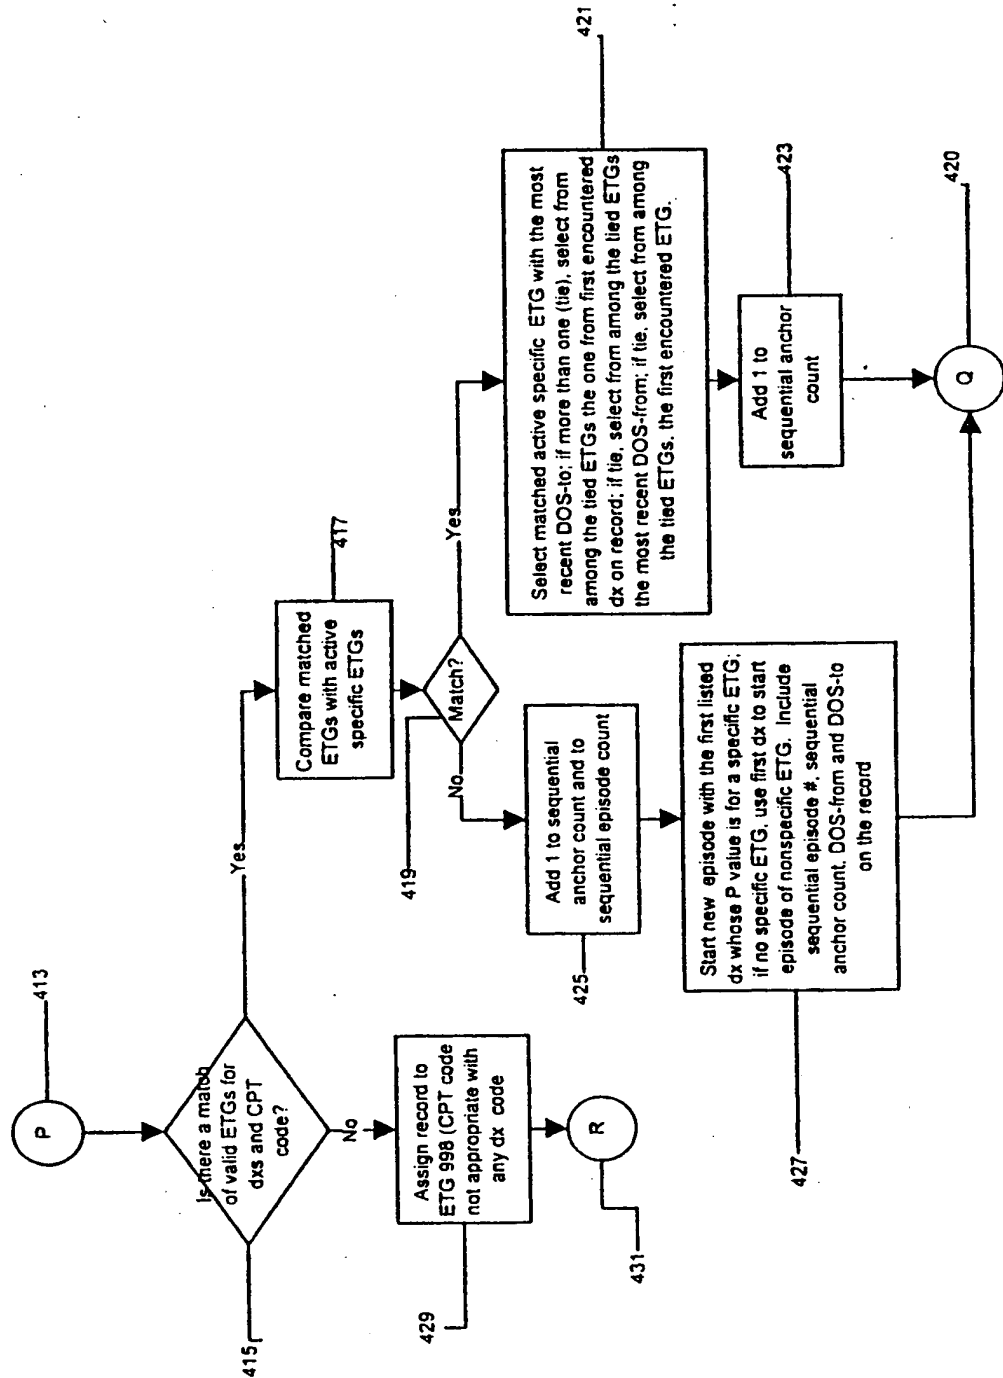 P
413
Is there a match
of valid ETGs for
dxs and CPT
code?
415
Yes
No
Compare matched
ETGs with active
specific ETGs
417
Match?
419
Yes
No
Select matched active specific ETG with the most
recent DOS-to; if more than one (tie), select from
among the tied ETGs the one from first encountered
dx on record; if tie, select from among the tied ETGs
the most recent DOS-from; if tie, select from among
the tied ETGs, the first encountered ETG.
421
Add 1 to
sequential anchor
count
423
Q
420
Add 1 to sequential
anchor count and to
sequential episode count
425
Start new episode with the first listed
dx whose P value is for a specific ETG;
if no specific ETG, use first dx to start
episode of nonspecific ETG. Include
sequential episode #, sequential
anchor count, DOS-from and DOS-to
on the record
427
Assign record to
ETG 998 (CPT code
not appropriate with
any dx code
429
R
431